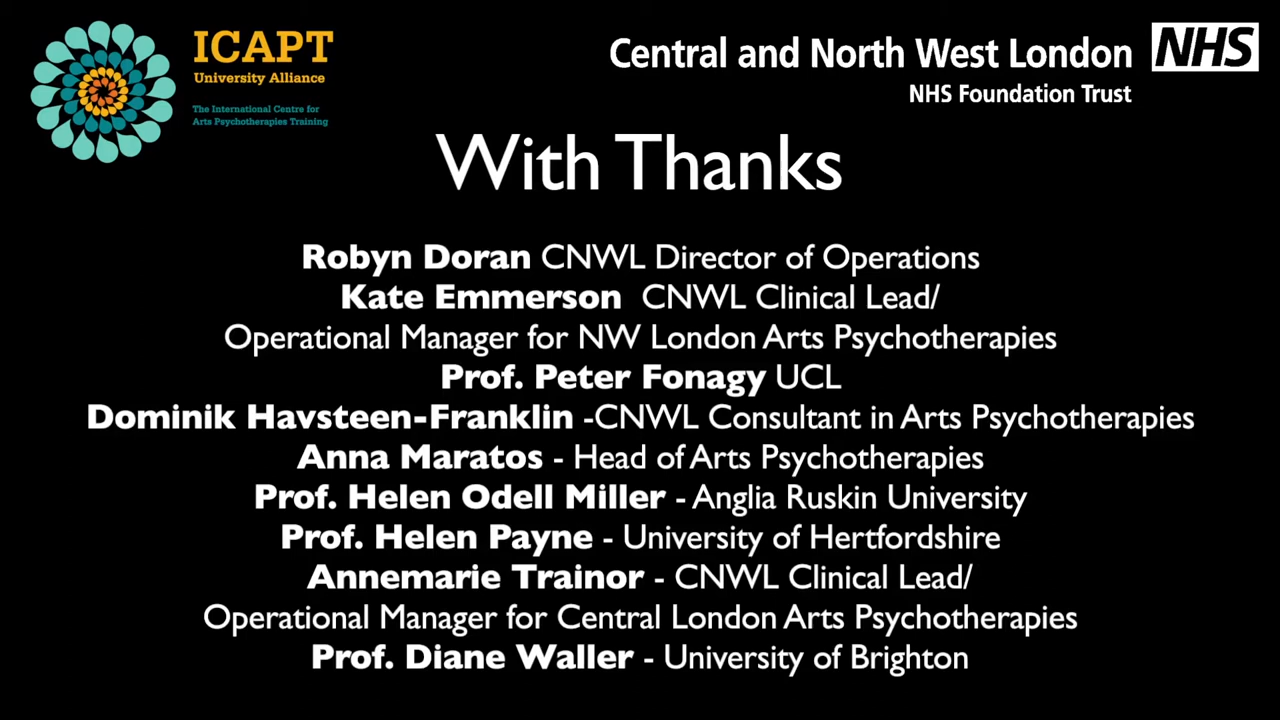 ICAPT
University Alliance
The International Centre for
Arts Psychotherapies Training
Central and North West London NHS
NHS Foundation Trust
With Thanks
Robyn Doran CNWL Director of Operations
Kate Emmerson CNWL Clinical Lead/
Operational Manager for NW London Arts Psychotherapies
Prof. Peter Fonagy UCL
Dominik Havsteen-Franklin -CNWL Consultant in Arts Psychotherapies
Anna Maratos - Head of Arts Psychotherapies
Prof. Helen Odell Miller - Anglia Ruskin University
Prof. Helen Payne - University of Hertfordshire
Annemarie Trainor - CNWL Clinical Lead/
Operational Manager for Central London Arts Psychotherapies
Prof. Diane Waller - University of Brighton